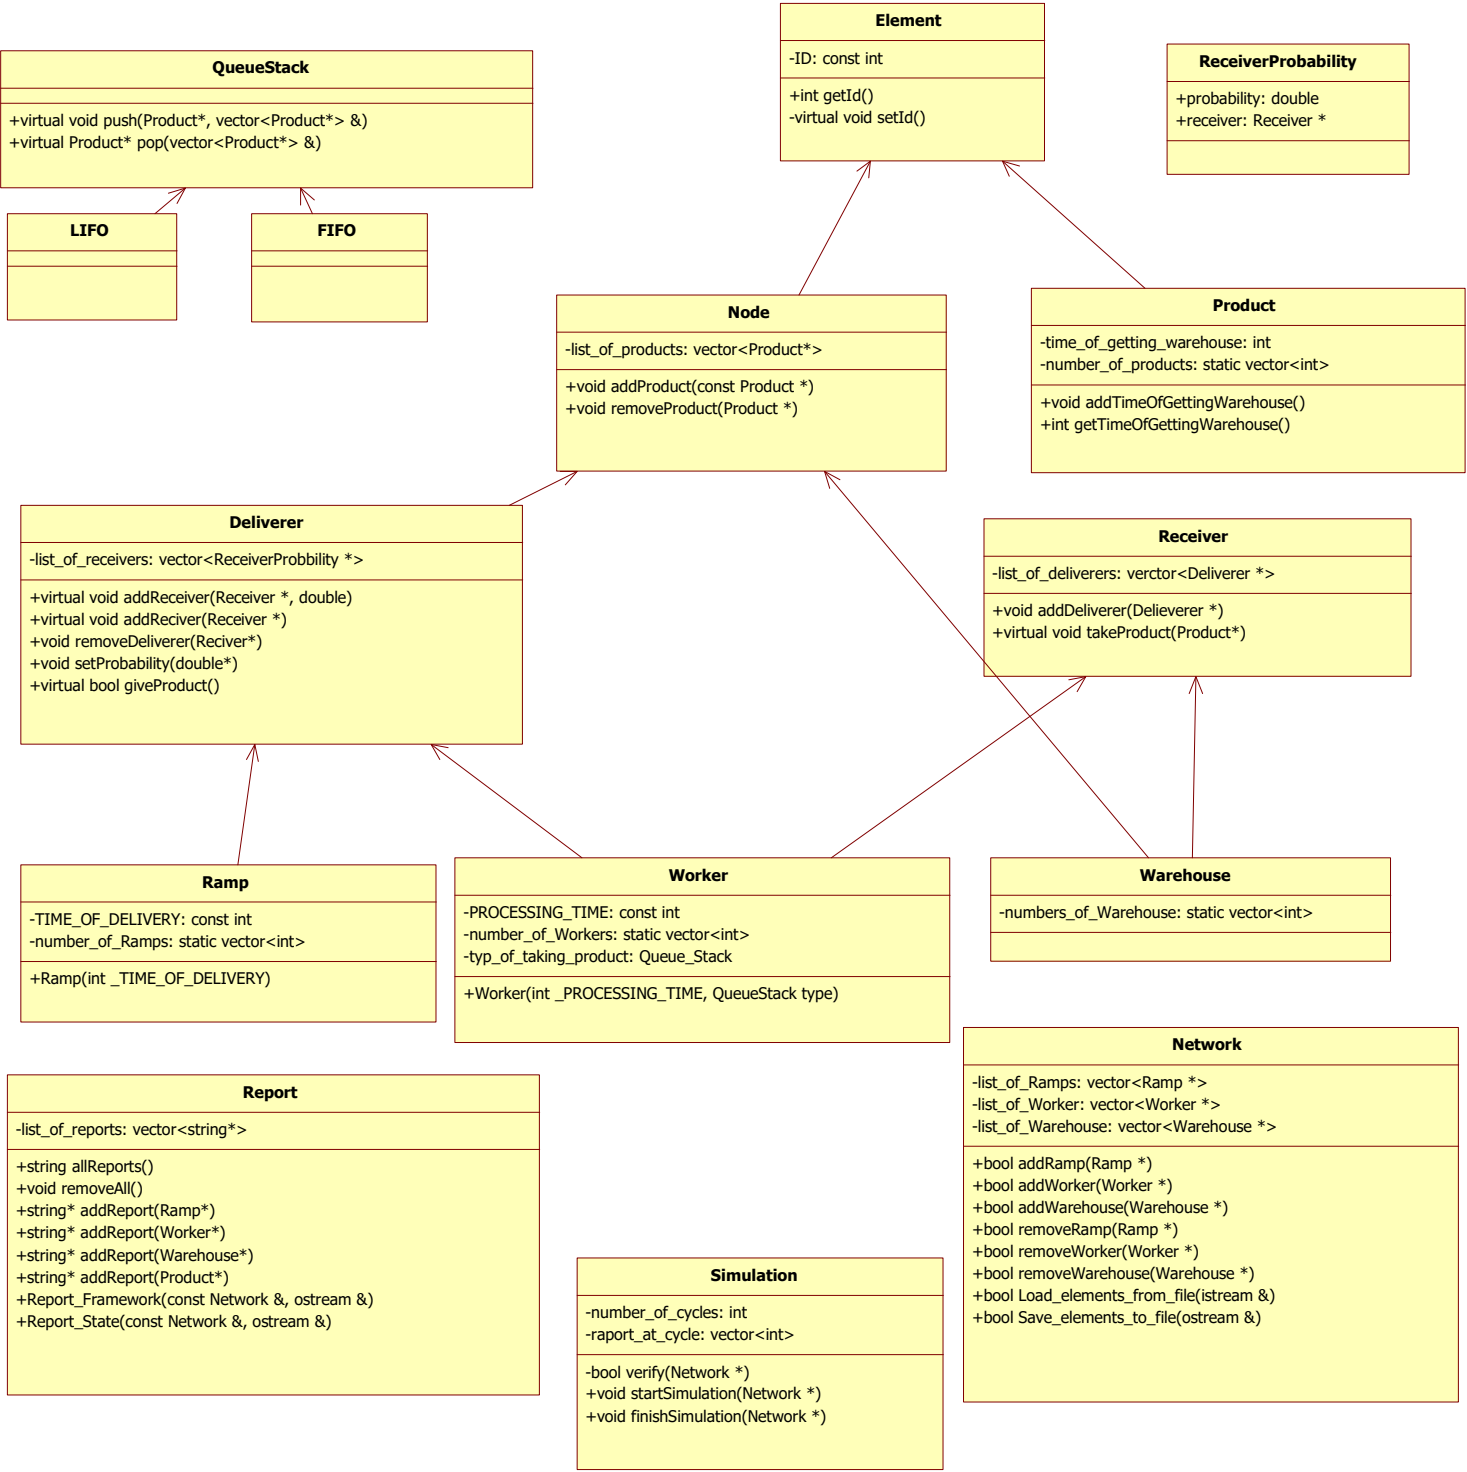 QueueStack
+virtual void push(Product*, vector<Product*> &)
+virtual Product* pop(vector<Product*> &)
Element
-ID: const int
+int getId()
-virtual void setId()
ReceiverProbability
+probability: double
+receiver: Receiver *
LIFO
FIFO
Node
-list_of_products: vector<Product*>
+void addProduct(const Product *)
+void removeProduct(Product *)
Product
-time_of_getting_warehouse: int
-number_of_products: static vector<int>
+void addTimeOfGettingWarehouse()
+int getTimeOfGettingWarehouse()
Deliverer
-list_of_receivers: vector<ReceiverProbbility *>
+virtual void addReceiver(Receiver *, double)
+virtual void addReciver(Receiver *)
+void removeDeliverer(Reciver*)
+void setProbability(double*)
+virtual bool giveProduct()
Receiver
-list_of_deliverers: verctor<Deliverer *>
+void addDeliverer(Delieverer *)
+virtual void takeProduct(Product*)
Ramp
-TIME_OF_DELIVERY: const int
-number_of_Ramps: static vector<int>
+Ramp(int _TIME_OF_DELIVERY)
Worker
-PROCESSING_TIME: const int
-number_of_Workers: static vector<int>
-typ_of_taking_product: Queue_Stack
+Worker(int _PROCESSING_TIME, QueueStack type)
Warehouse
-numbers_of_Warehouse: static vector<int>
Report
-list_of_reports: vector<string*>
+string allReports()
+void removeAll()
+string* addReport(Ramp*)
+string* addReport(Worker*)
+string* addReport(Warehouse*)
+string* addReport(Product*)
+Report_Framework(const Network &, ostream &)
+Report_State(const Network &, ostream &)
Simulation
-number_of_cycles: int
-raport_at_cycle: vector<int>
-bool verify(Network *)
+void startSimulation(Network *)
+void finishSimulation(Network *)
Network
-list_of_Ramps: vector<Ramp *>
-list_of_Worker: vector<Worker *>
-list_of_Warehouse: vector<Warehouse *>
+bool addRamp(Ramp *)
+bool addWorker(Worker *)
+bool addWarehouse(Warehouse *)
+bool removeRamp(Ramp *)
+bool removeWorker(Worker *)
+bool removeWarehouse(Warehouse *)
+bool Load_elements_from_file(istream &)
+bool Save_elements_to_file(ostream &)